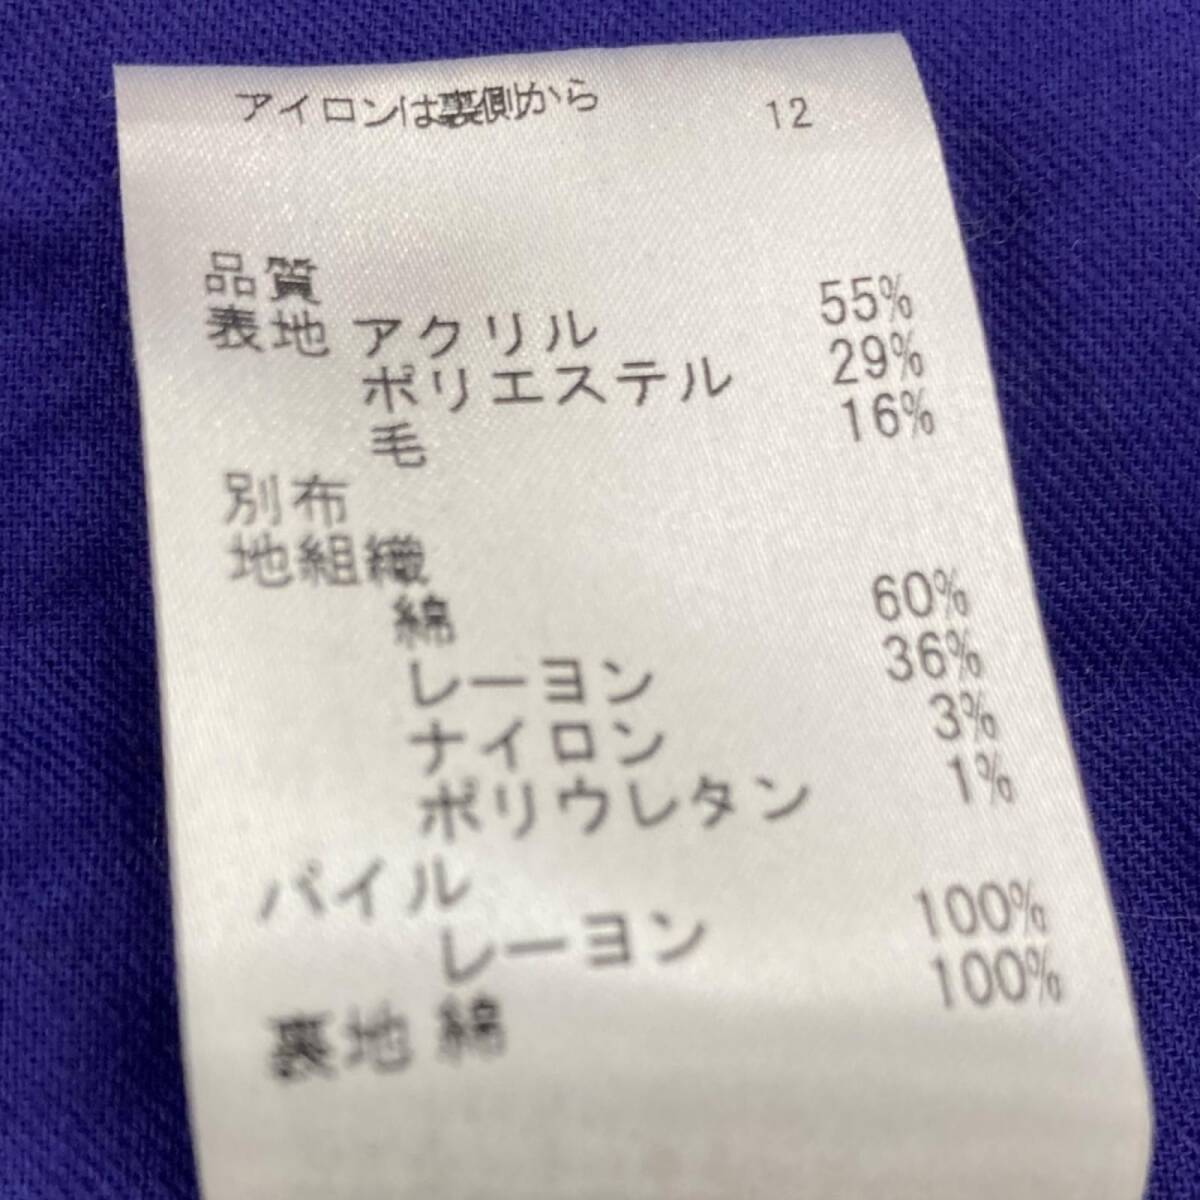 アイロンは裏側から 12
品質
表地 アクリル 55%
ポリエステル 29%
毛 16%
別布
地組織
綿 60%
レーヨン 36%
ナイロン 3%
ポリウレタン 1%
パイル
レーヨン 100%
裏地 綿 100%